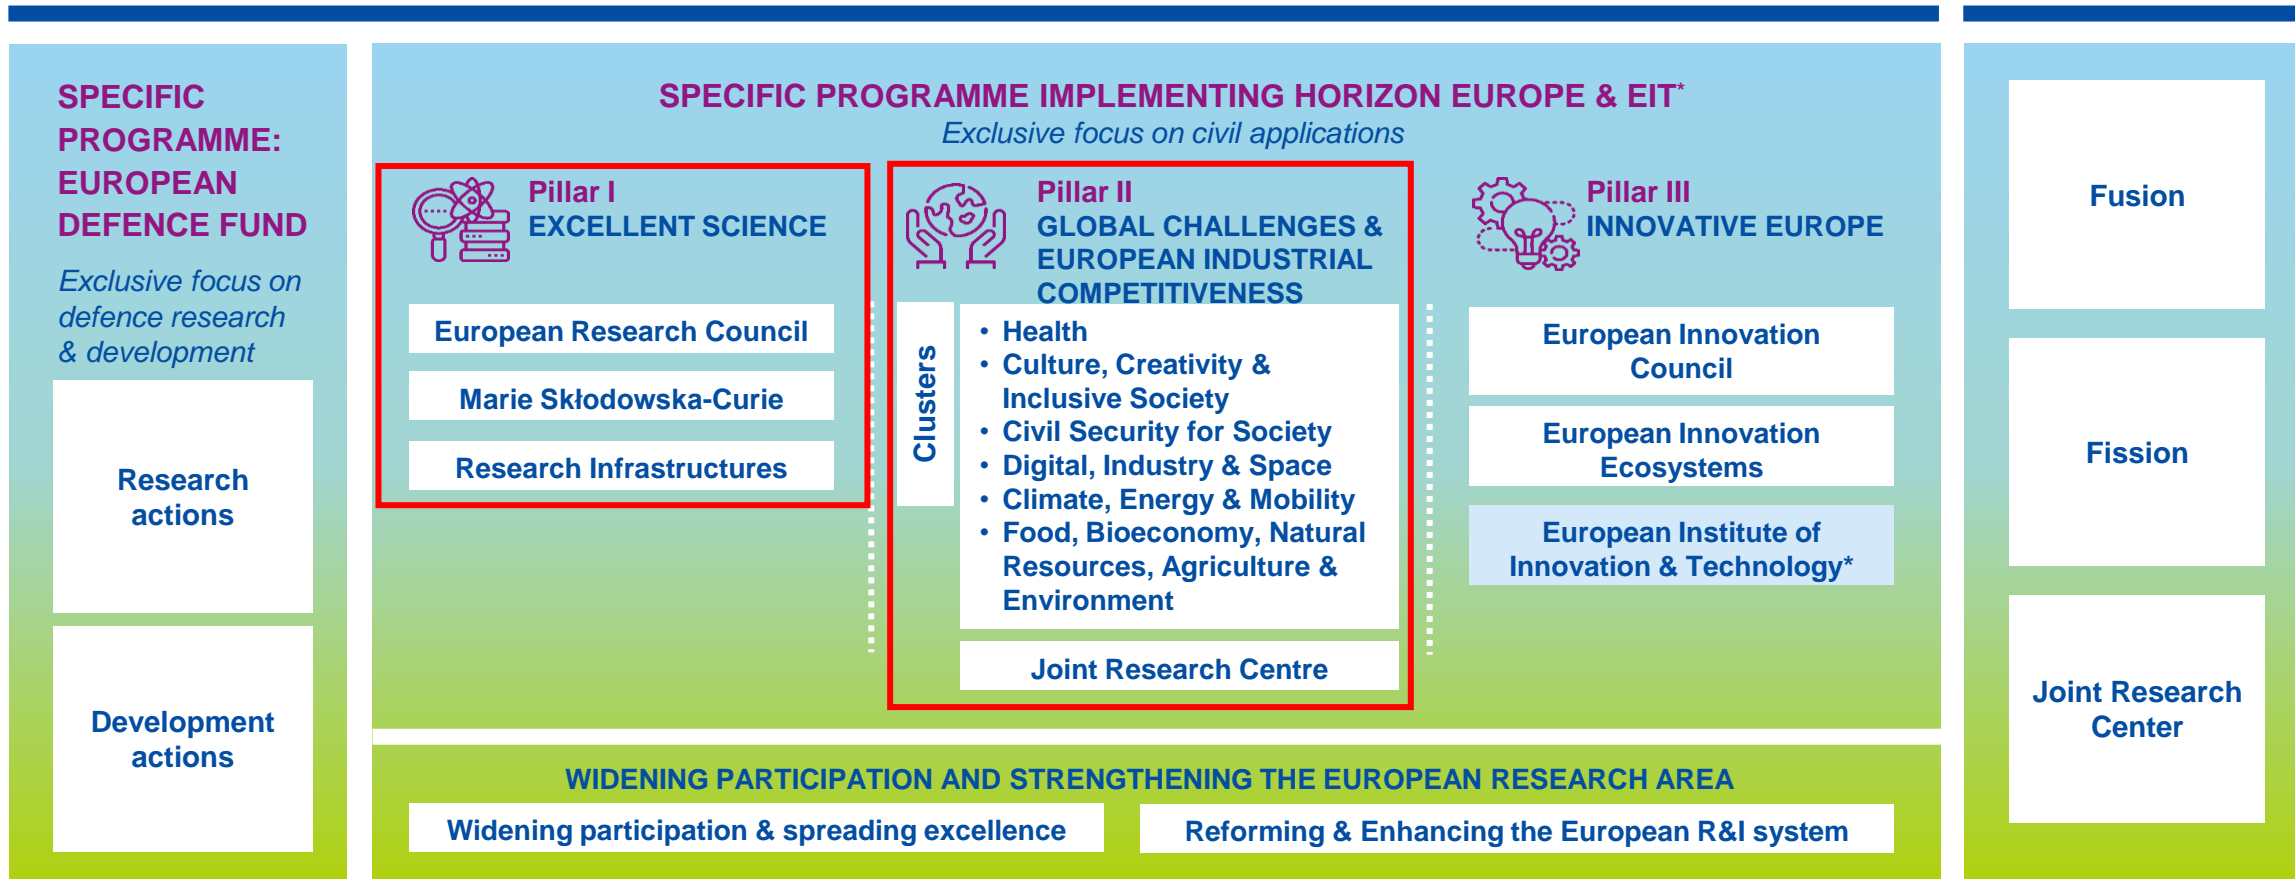 SPECIFIC
PROGRAMME:
EUROPEAN
DEFENCE FUND
Exclusive focus on
defence research
& development
Research
actions
Development
actions
SPECIFIC PROGRAMME IMPLEMENTING HORIZON EUROPE & EIT*
Exclusive focus on civil applications
Pillar I
EXCELLENT SCIENCE
European Research Council
Marie Skłodowska-Curie
Research Infrastructures
Pillar II
GLOBAL CHALLENGES &
EUROPEAN INDUSTRIAL
COMPETITIVENESS
Clusters
• Health
• Culture, Creativity &
Inclusive Society
• Civil Security for Society
• Digital, Industry & Space
• Climate, Energy & Mobility
• Food, Bioeconomy, Natural
Resources, Agriculture &
Environment
Joint Research Centre
Pillar III
INNOVATIVE EUROPE
European Innovation
Council
European Innovation
Ecosystems
European Institute of
Innovation & Technology*
WIDENING PARTICIPATION AND STRENGTHENING THE EUROPEAN RESEARCH AREA
Widening participation & spreading excellence
Reforming & Enhancing the European R&I system
Fusion
Fission
Joint Research
Center